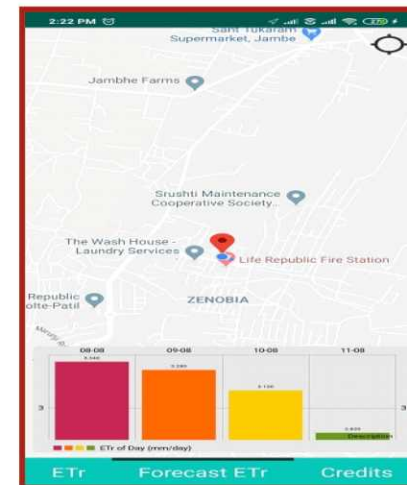 2:22 PM
Sant Tukaram
Supermarket, Jambe
Jambhe Farms
Srushti Maintenance
Cooperative Society...
The Wash House -
Laundry Services
Life Republic Fire Station
Republic
olte-Patil
ZENOBIA
08-08 09-08 10-08 11-08
3 3
Description
ETr of Day (mm/day)
ETr Forecast ETr Credits